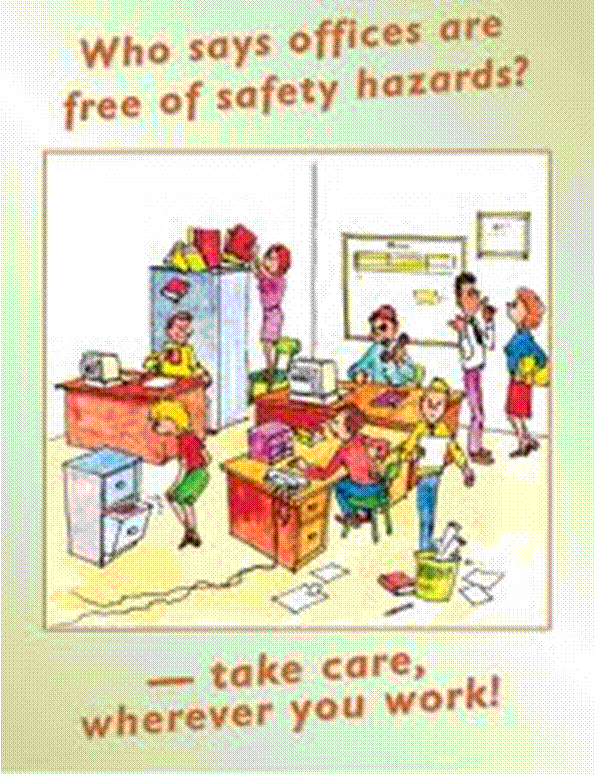 Who says offices are
free of safety hazards?
— take care,
wherever you work!